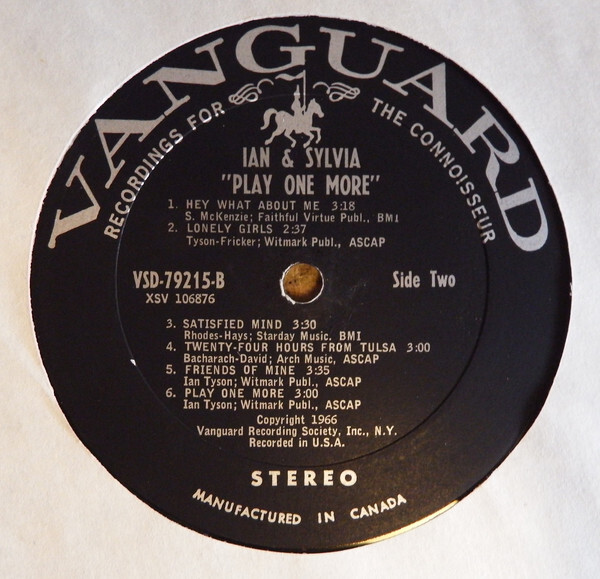 VANGUARD
RECORDINGS FOR THE CONNOISSEUR
IAN & SYLVIA
"PLAY ONE MORE"
1. HEY WHAT ABOUT ME 3:18
S. McKenzie; Faithful Virtue Publ., BMI
2. LONELY GIRLS 2:37
Tyson-Fricker; Witmark Publ., ASCAP
VSD-79215-B
XSV 106876
Side Two
3. SATISFIED MIND 3:30
Rhodes-Hays; Starday Music. BMI
4. TWENTY-FOUR HOURS FROM TULSA 3:00
Bacharach-David; Arch Music, ASCAP
5. FRIENDS OF MINE 3:35
Ian Tyson; Witmark Publ., ASCAP
6. PLAY ONE MORE 3:00
Ian Tyson; Witmark Publ., ASCAP
Copyright 1966
Vanguard Recording Society, Inc., N.Y.
Recorded in U.S.A.
STEREO
MANUFACTURED IN CANADA